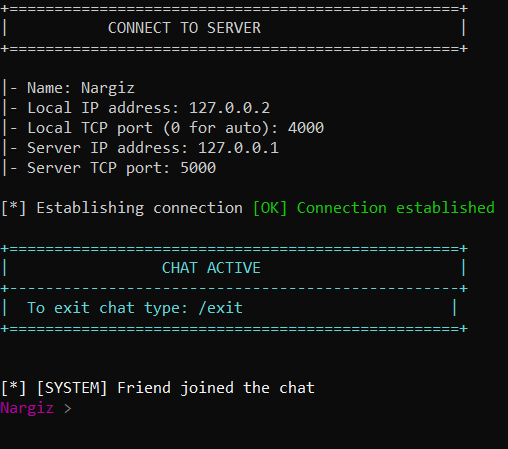 +==================================================+
|           CONNECT TO SERVER                      |
+==================================================+
|- Name: Nargiz
|- Local IP address: 127.0.0.2
|- Local TCP port (0 for auto): 4000
|- Server IP address: 127.0.0.1
|- Server TCP port: 5000
[*] Establishing connection [OK] Connection established
+==================================================+
|                 CHAT ACTIVE                      |
+--------------------------------------------------+
|  To exit chat type: /exit                       |
+==================================================+
[*] [SYSTEM] Friend joined the chat
Nargiz >